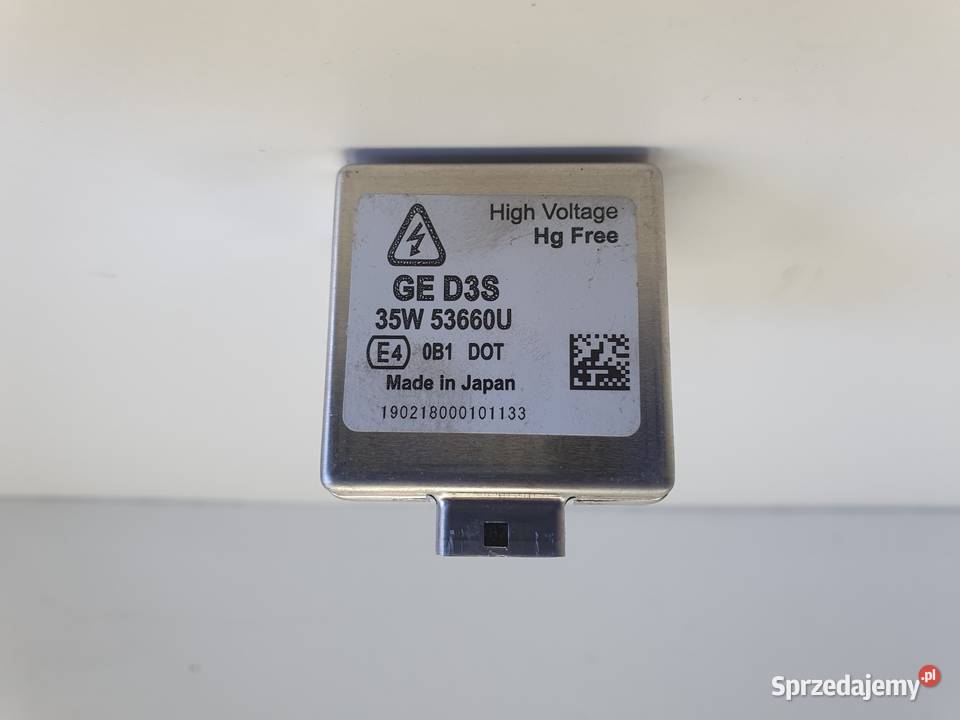 High Voltage
Hg Free
GE D3S
35W 53660U
E4 0B1 DOT
Made in Japan
190218000101133
Sprzedajemy.pl